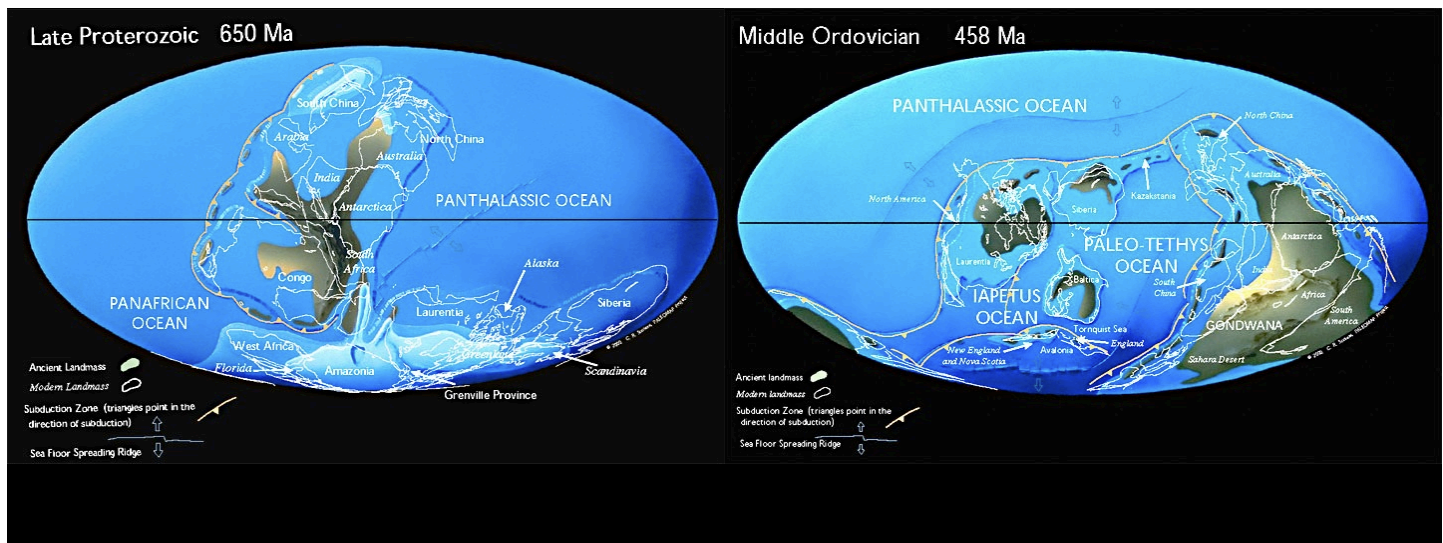 Late Proterozoic 650 Ma
South China
Arabia
North China
Australia
India
PANTHALASSIC OCEAN
Antarctica
South
Africa
Congo
Alaska
PANAFRICAN
OCEAN
Laurentia
Siberia
West Africa
Greenland
Florida
Amazonia
Scandinavia
Grenville Province
Ancient Landmass
Modern Landmass
Subduction Zone (triangles point in the
direction of subduction)
Sea Floor Spreading Ridge
Middle Ordovician 458 Ma
PANTHALASSIC OCEAN
North China
Australia
Kazakstania
North America
Siberia
Antarctica
PALEO-TETHYS
OCEAN
Laurentia
India
Baltica
South
China
Africa
IAPETUS
OCEAN
South
America
GONDWANA
Tornquist Sea
England
New England
and Nova Scotia
Avalonia
Sahara Desert
Ancient landmass
Modern landmass
Subduction Zone (triangles point in the
direction of subduction)
Sea Floor Spreading Ridge